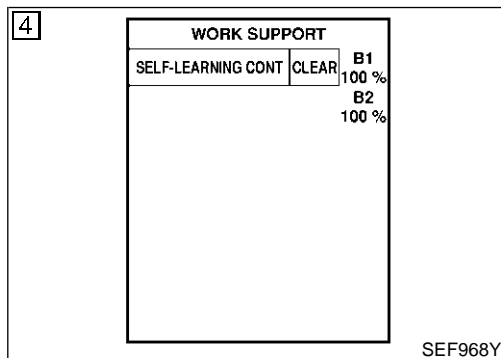 4
WORK SUPPORT
SELF-LEARNING CONT CLEAR B1
100 %
B2
100 %
SEF968Y